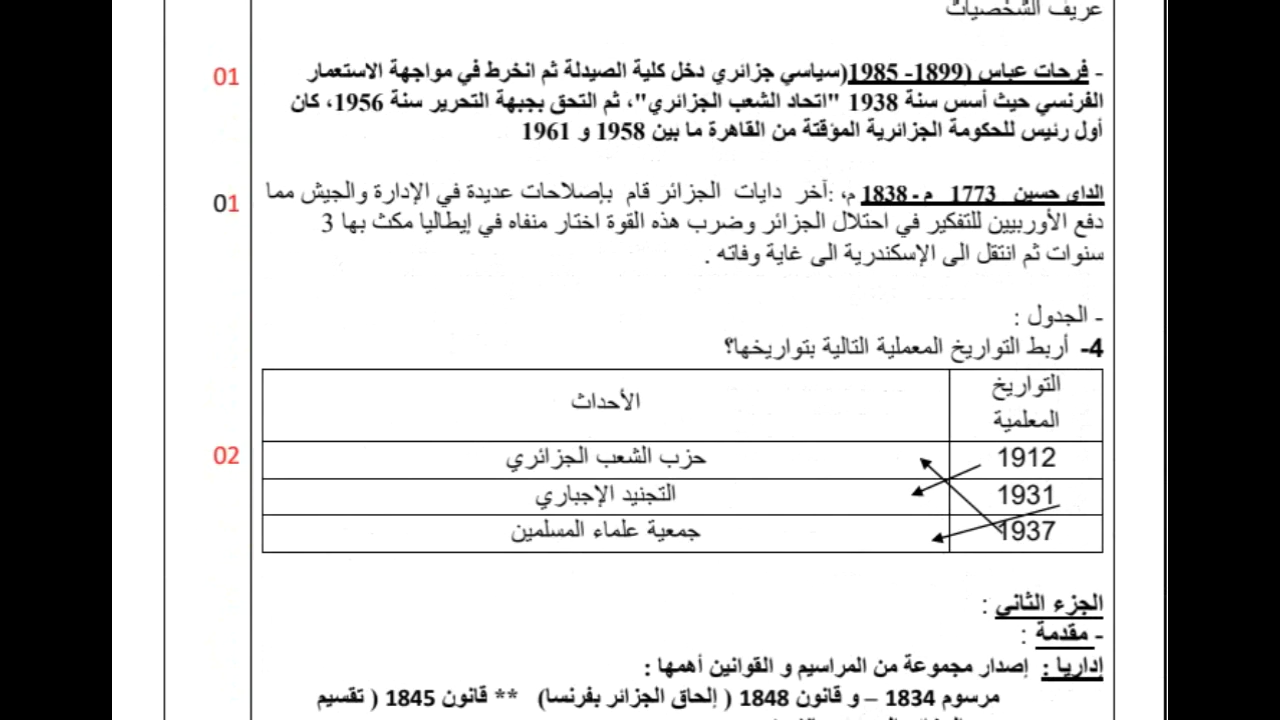 عريف الشخصيات
01
- فرحات عباس (1899- 1985(سياسي جزائري دخل كلية الصيدلة ثم انخرط في مواجهة الاستعمار
الفرنسي حيث أسس سنة 1938 "اتحاد الشعب الجزائري"، ثم التحق بجبهة التحرير سنة 1956، كان
أول رئيس للحكومة الجزائرية المؤقتة من القاهرة ما بين 1958 و 1961
01
الداي حسين 1773 م - 1838 م، :آخر دايات الجزائر قام بإصلاحات عديدة في الإدارة والجيش مما
دفع الأوربيين للتفكير في احتلال الجزائر وضرب هذه القوة اختار منفاه في إيطاليا مكث بها 3
سنوات ثم انتقل الى الإسكندرية الى غاية وفاته .
- الجدول :
4- أربط التواريخ المعملية التالية بتواريخها؟
التواريخ المعلمية
الأحداث
02
1912
حزب الشعب الجزائري
1931
التجنيد الإجباري
1937
جمعية علماء المسلمين
الجزء الثاني :
- مقدمة :
إداريا : إصدار مجموعة من المراسيم و القوانين أهمها :
مرسوم 1834 – و قانون 1848 ( إلحاق الجزائر بفرنسا) ** قانون 1845 ( تقسيم